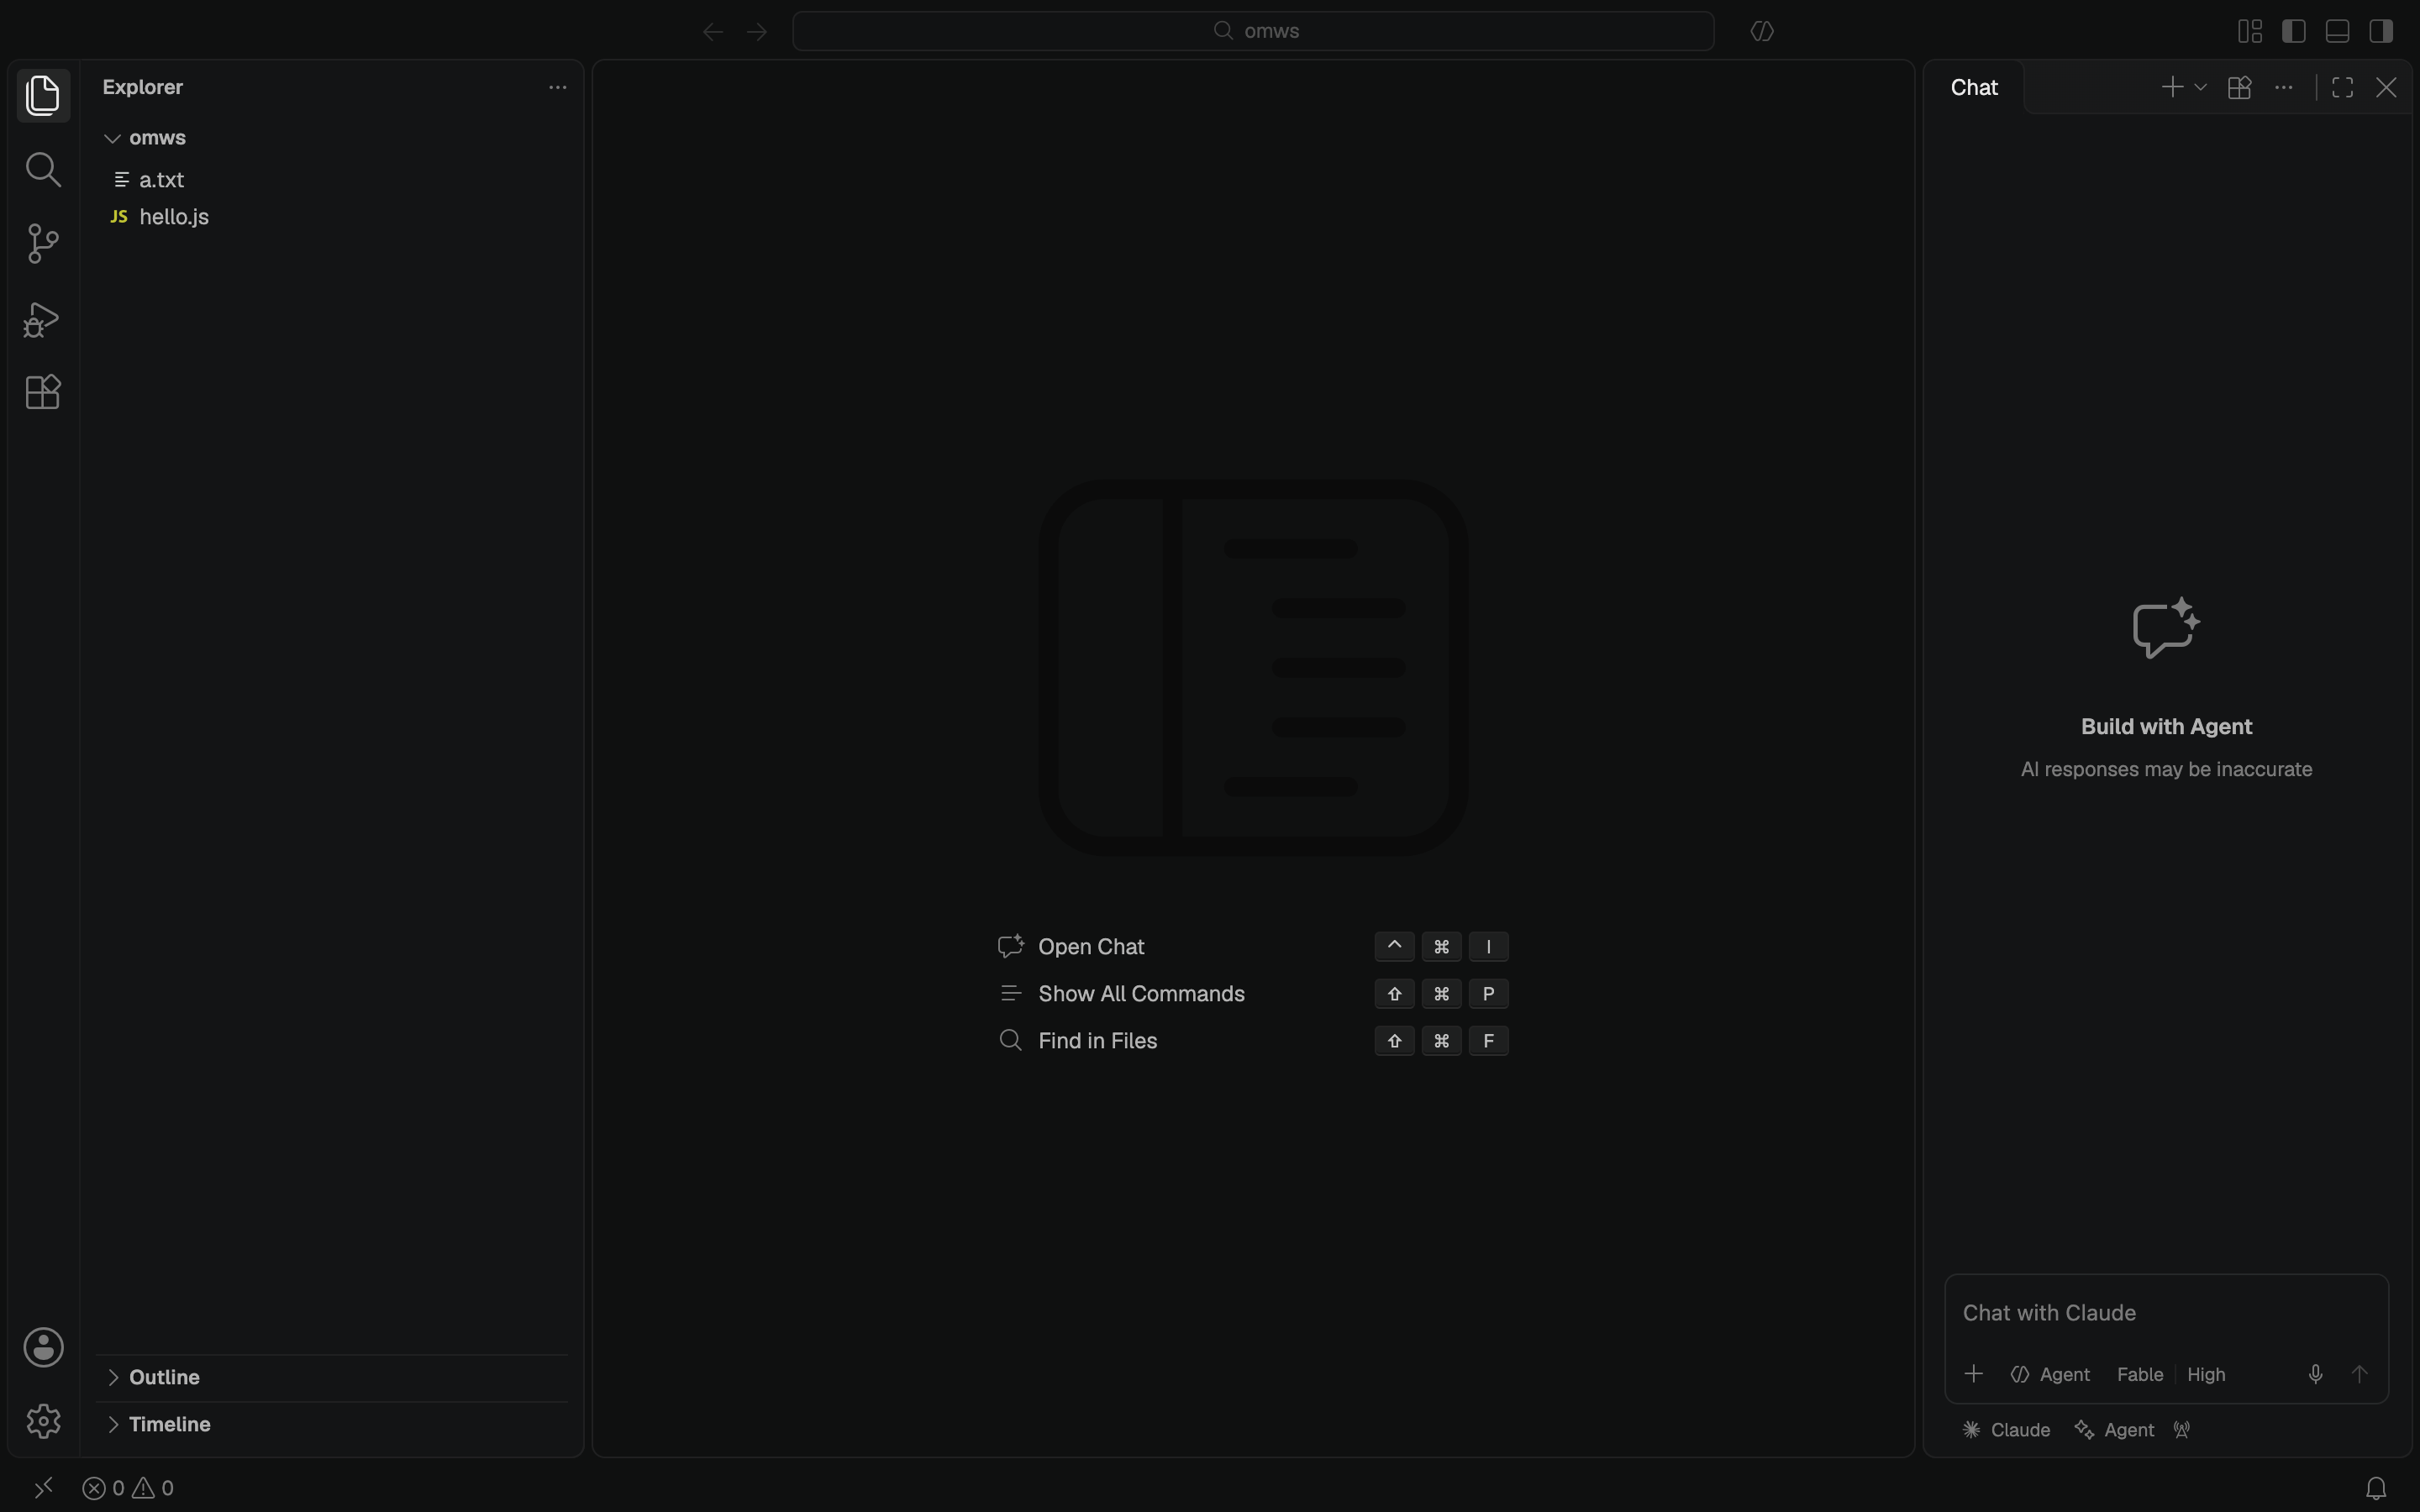 omws
Explorer
omws
a.txt
JS hello.js
Outline
Timeline
Open Chat ^ ⌘ I
Show All Commands ⇧ ⌘ P
Find in Files ⇧ ⌘ F
Chat
Build with Agent
AI responses may be inaccurate
Chat with Claude
Agent Fable High
Claude Agent
0 0